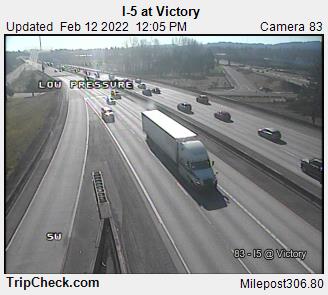 I-5 at Victory
Updated  Feb 12 2022  12:05 PM
Camera 83
LOW PRESSURE
SW
83 - I5 @ Victory
TripCheck.com
Milepost306.80